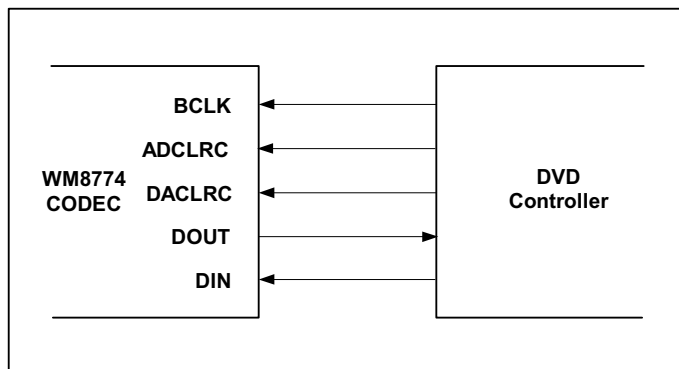 BCLK
ADCLRC
WM8774
CODEC
DACLRC
DOUT
DIN
DVD
Controller